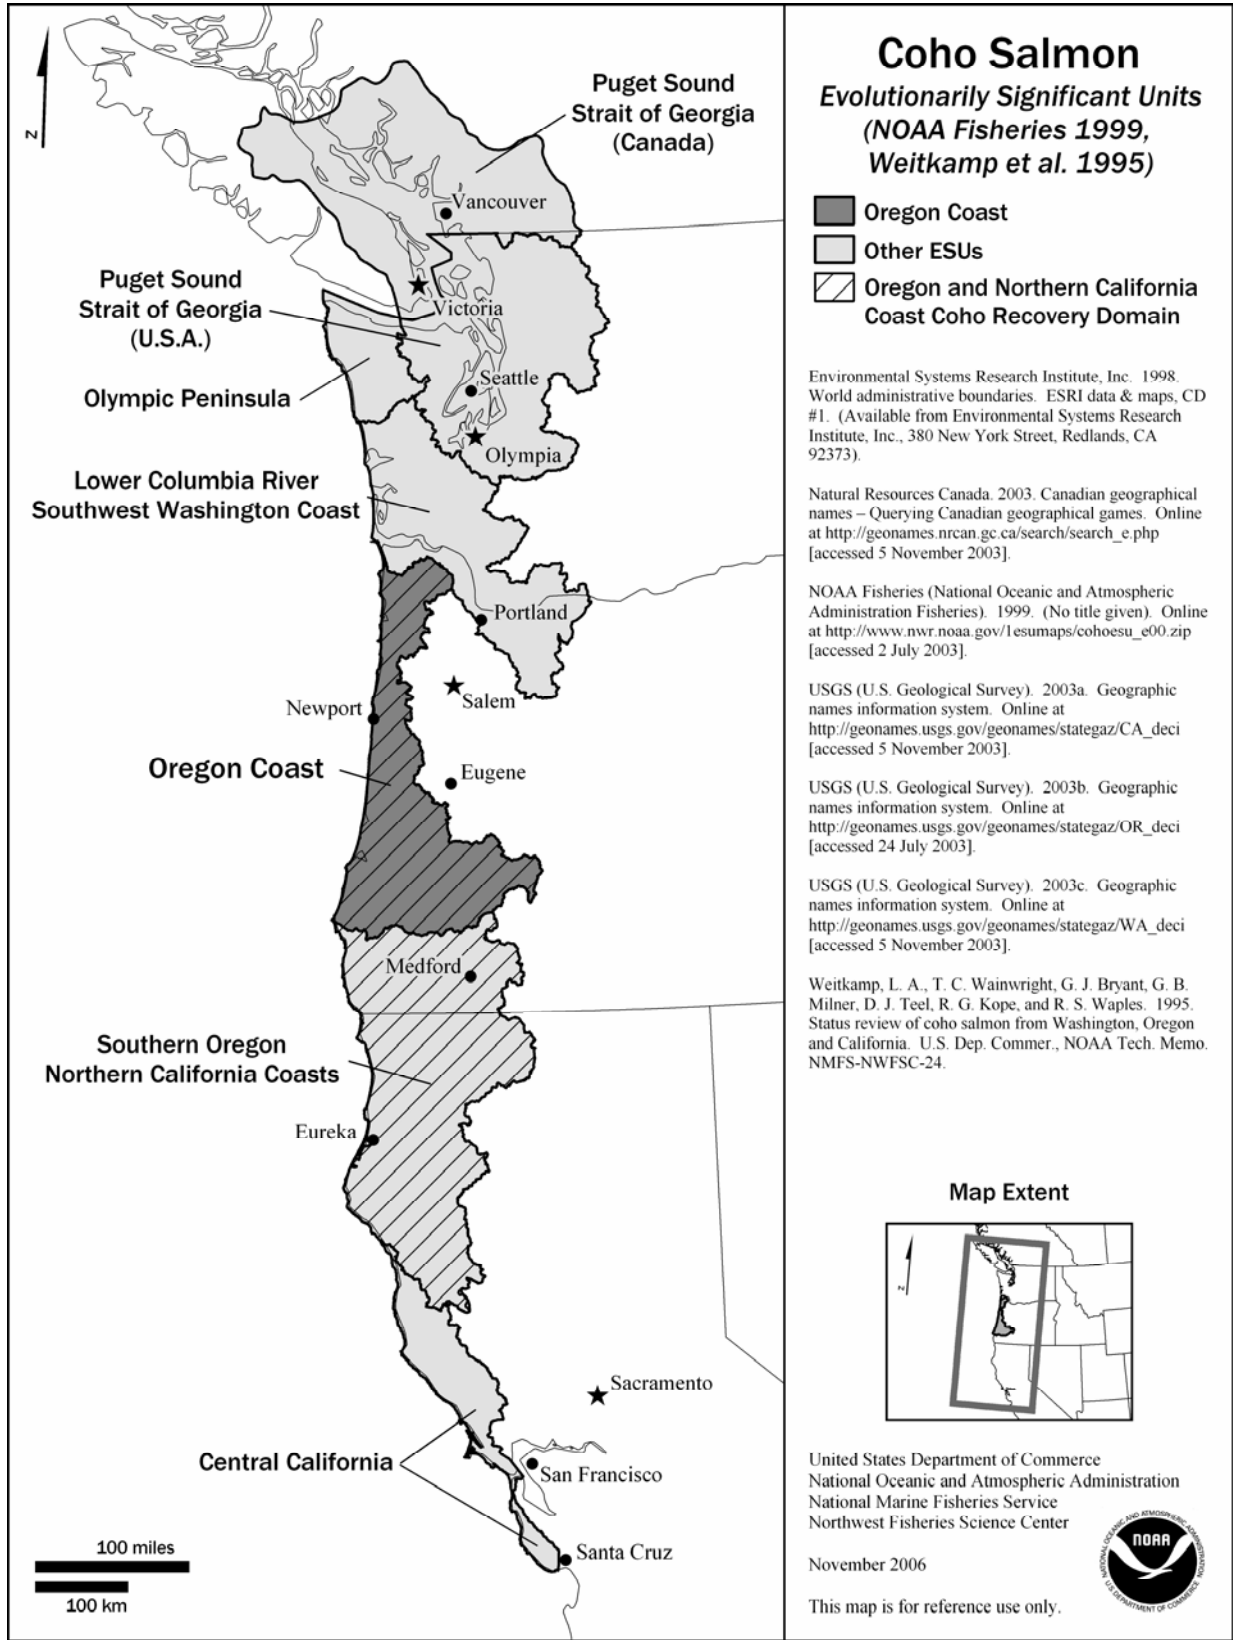 N
Puget Sound
Strait of Georgia
(Canada)
Vancouver
Puget Sound
Strait of Georgia
(U.S.A.)
Victoria
Seattle
Olympic Peninsula
Olympia
Lower Columbia River
Southwest Washington Coast
Portland
Salem
Newport
Oregon Coast
Eugene
Medford
Southern Oregon
Northern California Coasts
Eureka
Sacramento
Central California
San Francisco
Santa Cruz
100 miles
100 km
Coho Salmon
Evolutionarily Significant Units
(NOAA Fisheries 1999,
Weitkamp et al. 1995)
Oregon Coast
Other ESUs
Oregon and Northern California
Coast Coho Recovery Domain
Environmental Systems Research Institute, Inc. 1998.
World administrative boundaries. ESRI data & maps, CD
#1. (Available from Environmental Systems Research
Institute, Inc., 380 New York Street, Redlands, CA
92373).
Natural Resources Canada. 2003. Canadian geographical
names – Querying Canadian geographical games. Online
at http://geonames.nrcan.gc.ca/search/search_e.php
[accessed 5 November 2003].
NOAA Fisheries (National Oceanic and Atmospheric
Administration Fisheries). 1999. (No title given). Online
at http://www.nwr.noaa.gov/1esumaps/cohoesu_e00.zip
[accessed 2 July 2003].
USGS (U.S. Geological Survey). 2003a. Geographic
names information system. Online at
http://geonames.usgs.gov/geonames/stategaz/CA_deci
[accessed 5 November 2003].
USGS (U.S. Geological Survey). 2003b. Geographic
names information system. Online at
http://geonames.usgs.gov/geonames/stategaz/OR_deci
[accessed 24 July 2003].
USGS (U.S. Geological Survey). 2003c. Geographic
names information system. Online at
http://geonames.usgs.gov/geonames/stategaz/WA_deci
[accessed 5 November 2003].
Weitkamp, L. A., T. C. Wainwright, G. J. Bryant, G. B.
Milner, D. J. Teel, R. G. Kope, and R. S. Waples. 1995.
Status review of coho salmon from Washington, Oregon
and California. U.S. Dep. Commer., NOAA Tech. Memo.
NMFS-NWFSC-24.
Map Extent
N
United States Department of Commerce
National Oceanic and Atmospheric Administration
National Marine Fisheries Service
Northwest Fisheries Science Center
November 2006
This map is for reference use only.
NATIONAL OCEANIC AND ATMOSPHERIC ADMINISTRATION
NOAA
U.S. DEPARTMENT OF COMMERCE